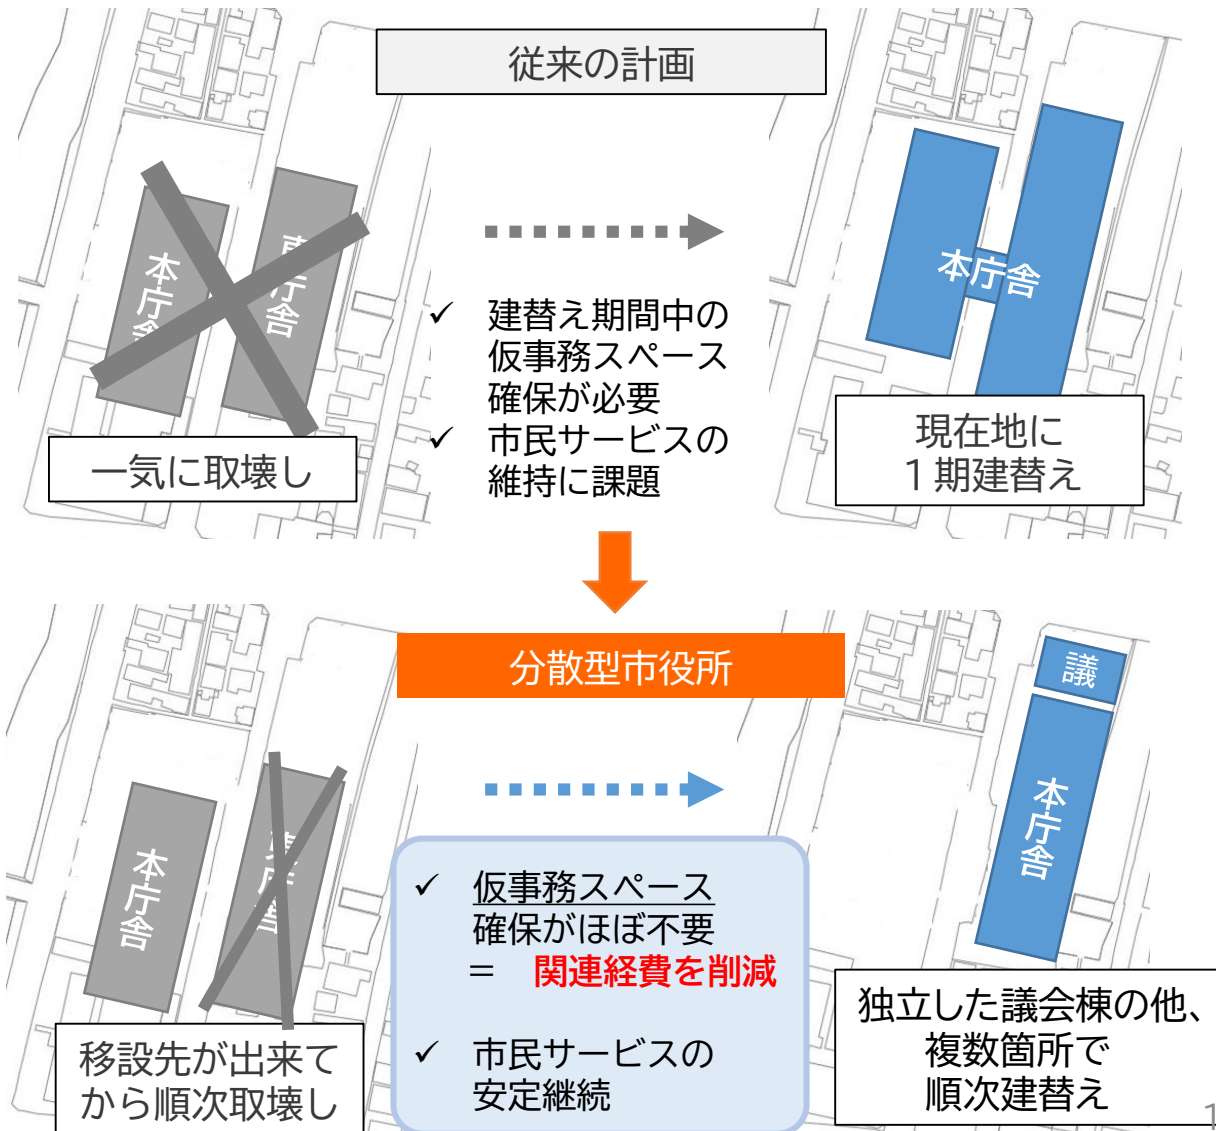 従来の計画
本庁舎
東庁舎
一気に取壊し
✓ 建替え期間中の
仮事務スペース
確保が必要
✓ 市民サービスの
維持に課題
本庁舎
現在地に
１期建替え
分散型市役所
本庁舎
東庁舎
移設先が出来て
から順次取壊し
✓ 仮事務スペース
確保がほぼ不要
＝ 関連経費を削減
✓ 市民サービスの
安定継続
議
本庁舎
独立した議会棟の他、
複数箇所で
順次建替え
1